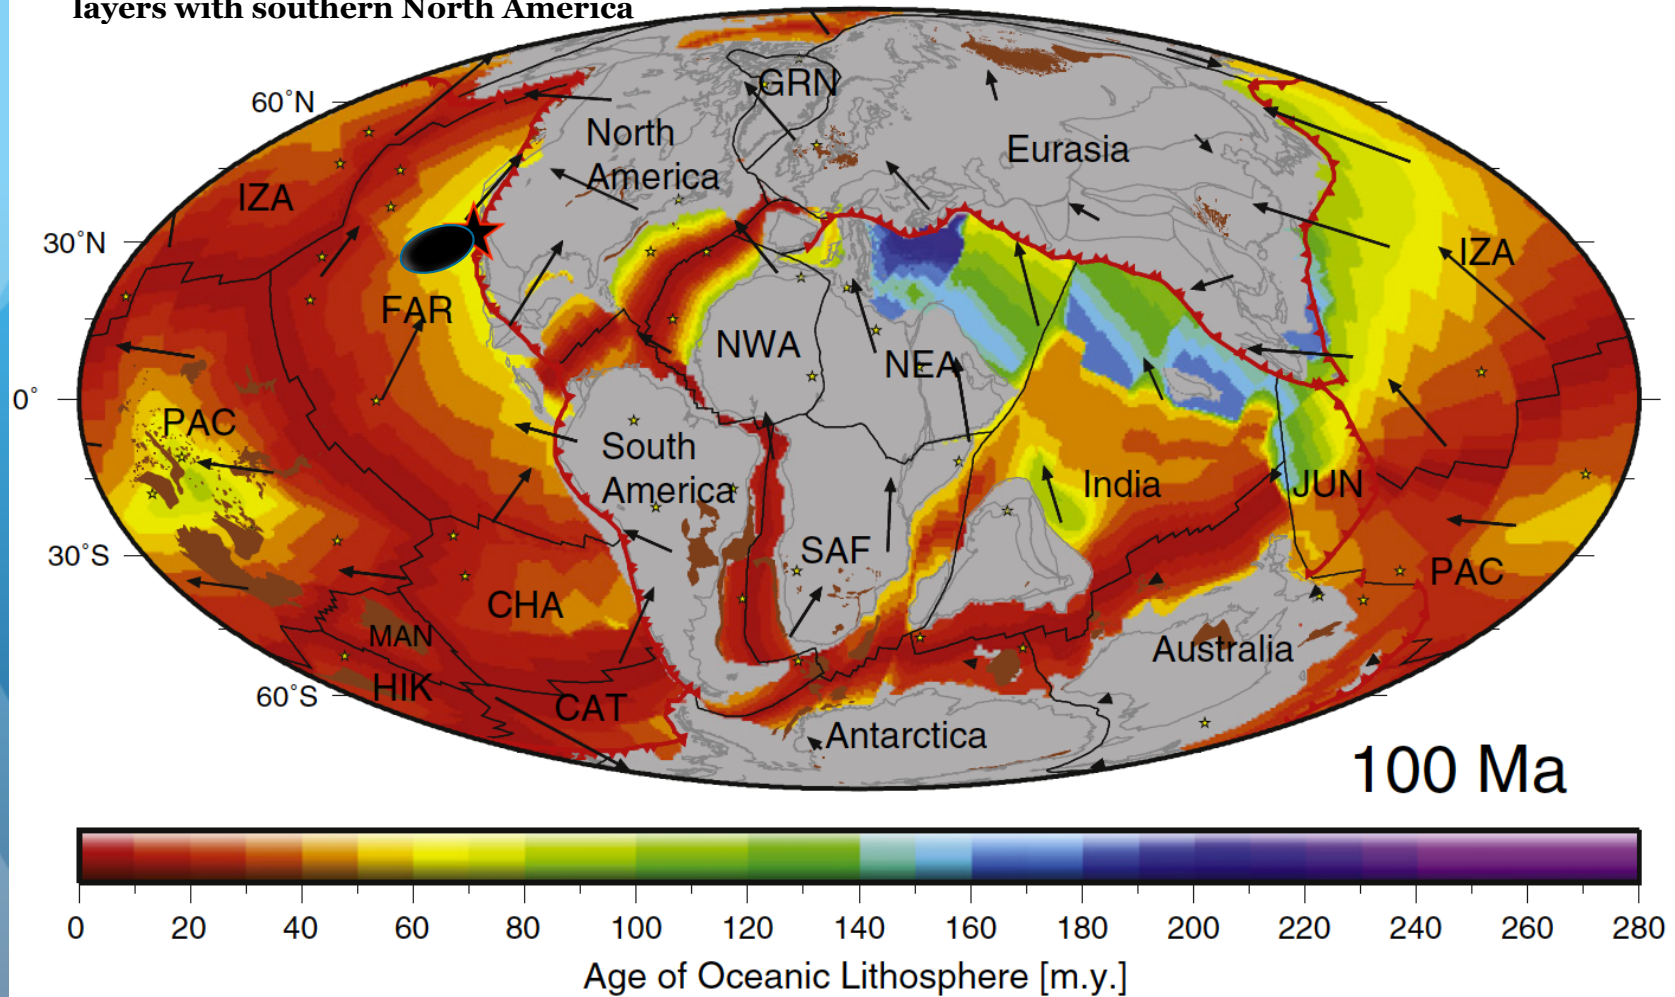 layers with southern North America
GRN
60°N
North
America
Eurasia
IZA
30°N
IZA
FAR
NWA
NEA
0°
PAC
South
America
India
JUN
30°S
SAF
PAC
CHA
MAN
Australia
HIK
60°S
CAT
Antarctica
100 Ma
0 20 40 60 80 100 120 140 160 180 200 220 240 260 280
Age of Oceanic Lithosphere [m.y.]